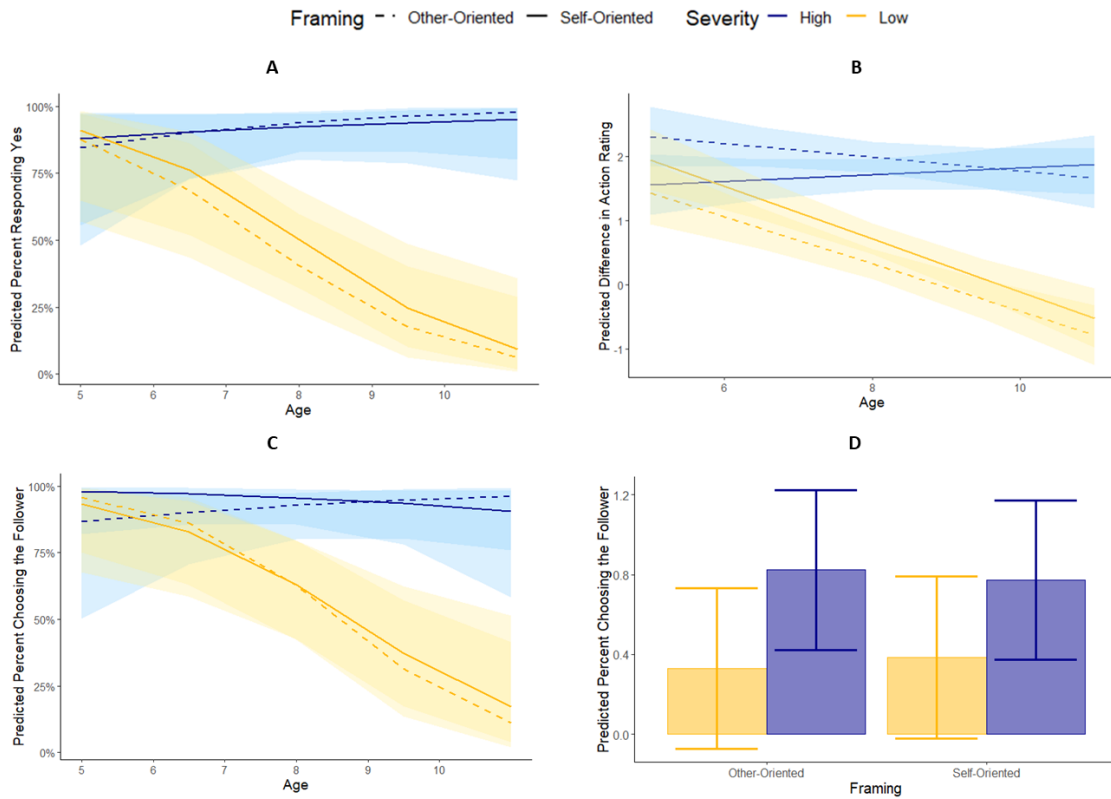 Framing Other-Oriented Self-Oriented Severity High Low
A
Predicted Percent Responding Yes
100%
75%
50%
25%
0%
5 6 7 8 9 10
Age
B
Predicted Difference in Action Rating
2
1
0
-1
6 8 10
Age
C
Predicted Percent Choosing the Follower
100%
75%
50%
25%
0%
5 6 7 8 9 10
Age
D
Predicted Percent Choosing the Follower
1.2
0.8
0.4
0.0
Other-Oriented Self-Oriented
Framing